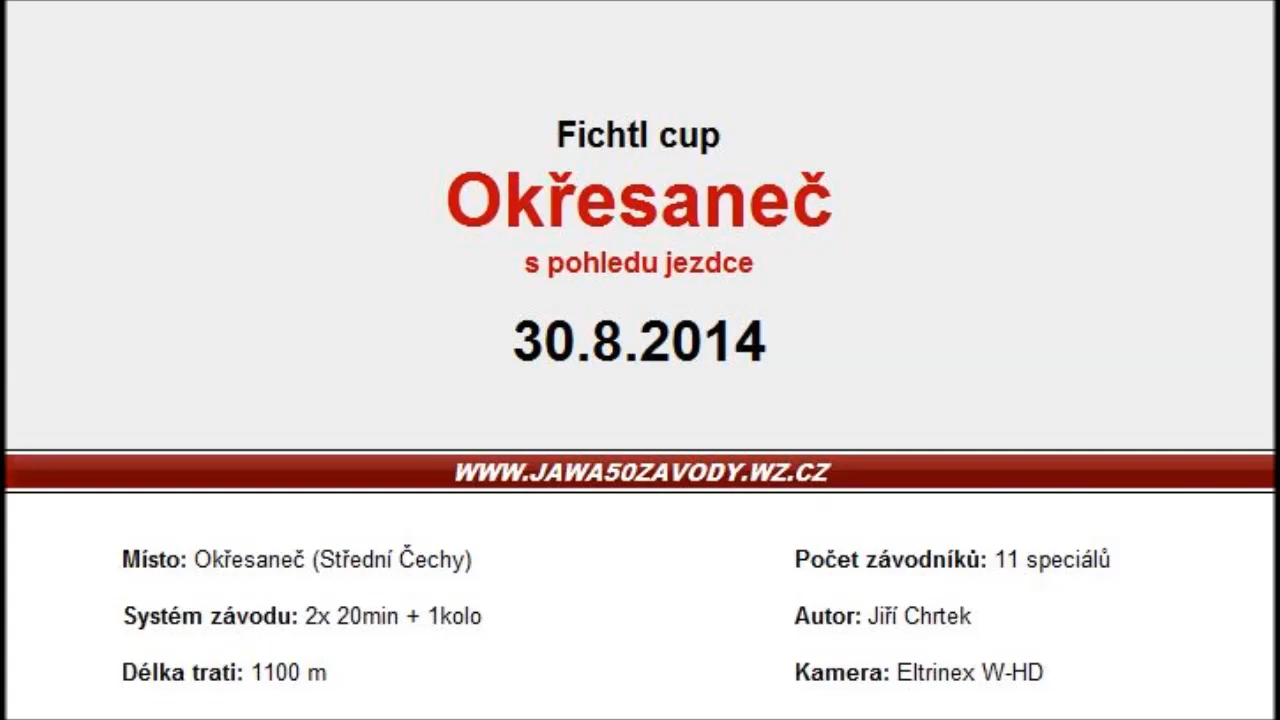 Fichtl cup
Okřesaneč
s pohledu jezdce
30.8.2014
WWW.JAWA50ZAVODY.WZ.CZ
Místo: Okřesaneč (Střední Čechy)
Systém závodu: 2x 20min + 1kolo
Délka trati: 1100 m
Počet závodníků: 11 speciálů
Autor: Jiří Chrtek
Kamera: Eltrinex W-HD